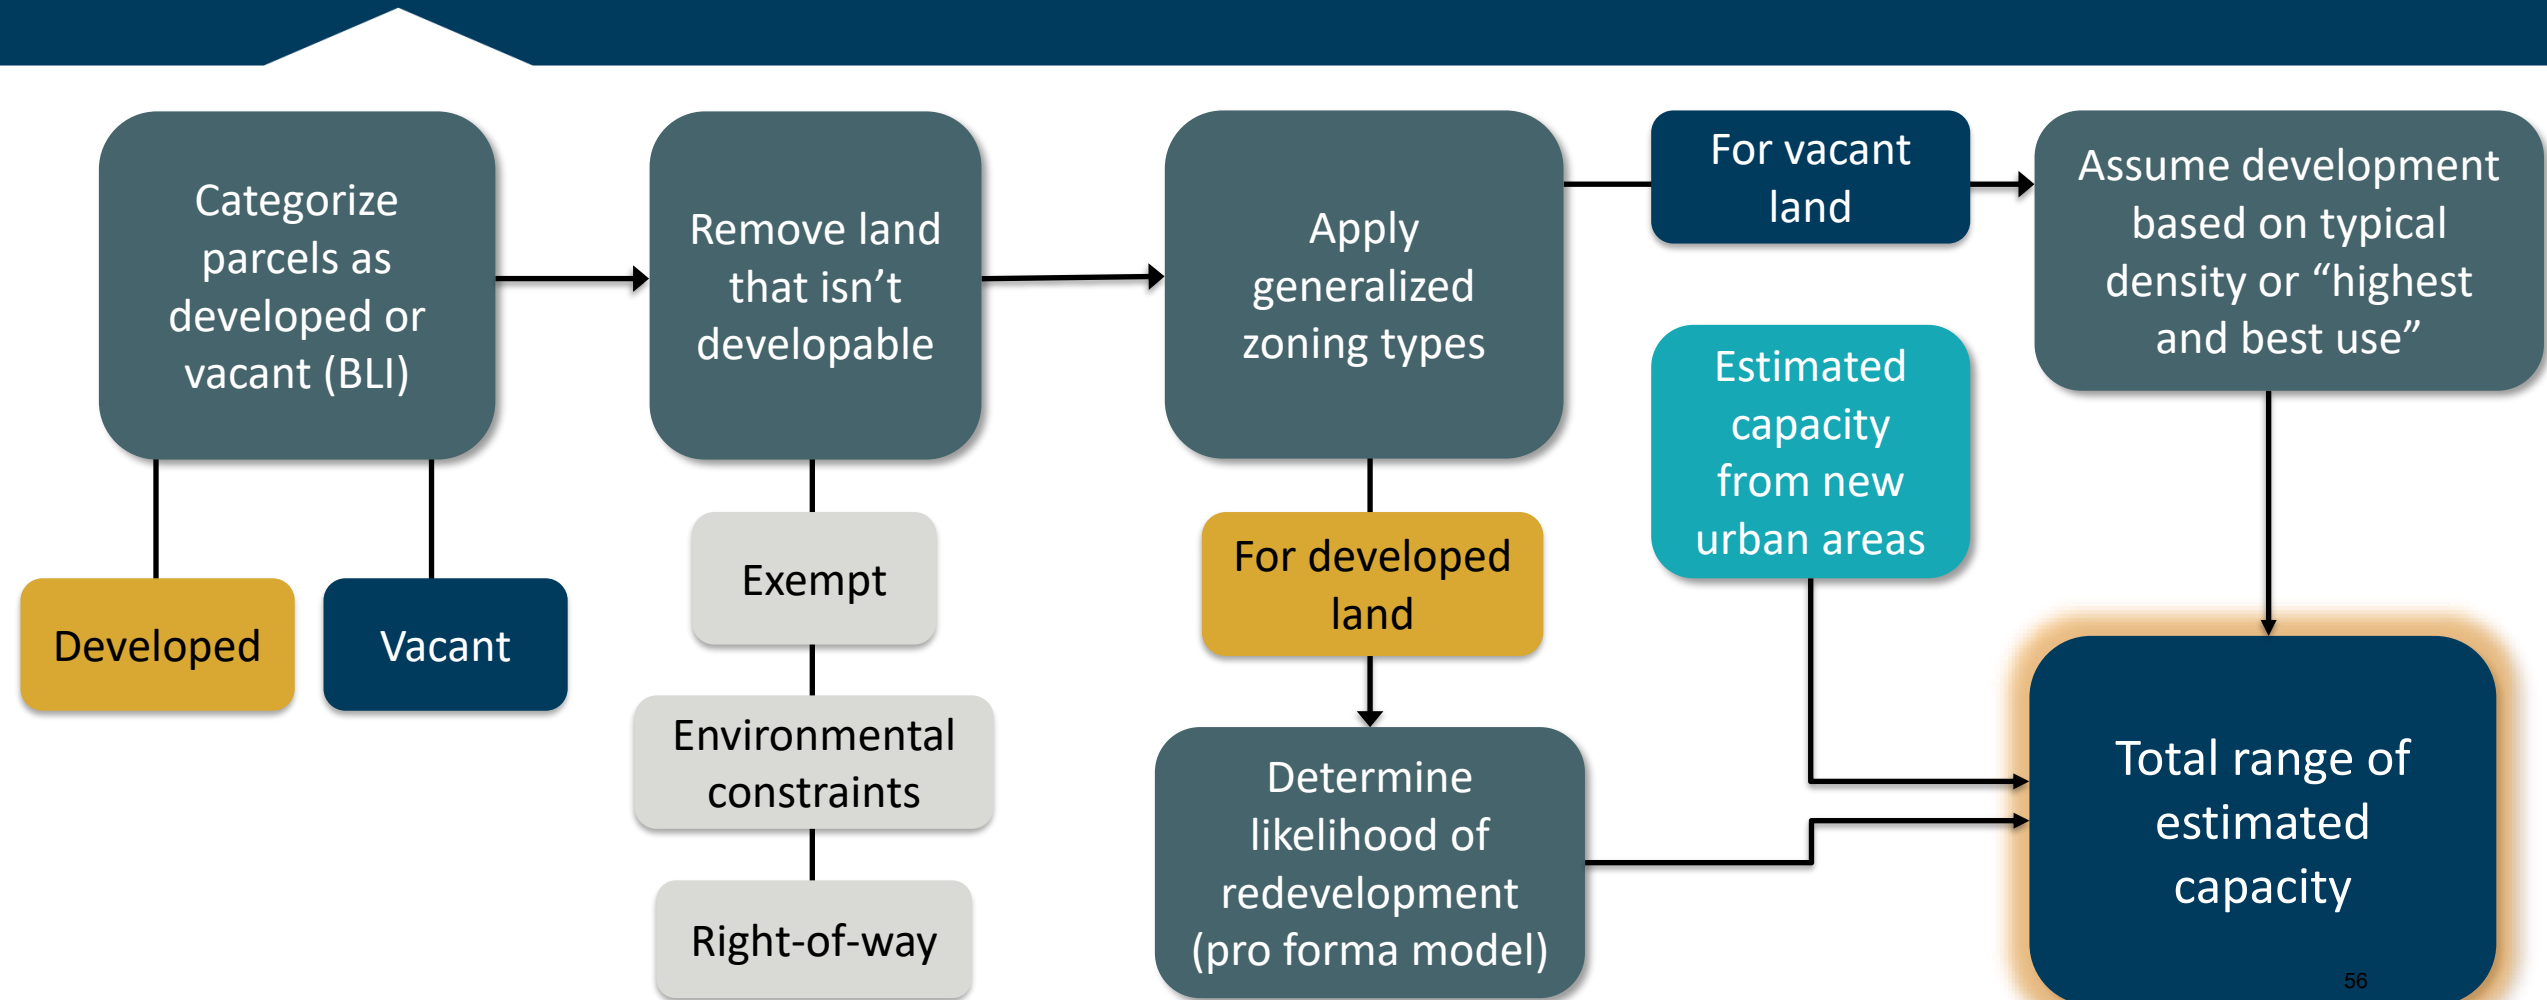 Categorize
parcels as
developed or
vacant (BLI)
Developed
Vacant
Remove land
that isn’t
developable
Exempt
Environmental
constraints
Right-of-way
Apply
generalized
zoning types
For developed
land
Determine
likelihood of
redevelopment
(pro forma model)
For vacant
land
Estimated
capacity
from new
urban areas
Assume development
based on typical
density or “highest
and best use”
Total range of
estimated
capacity
56